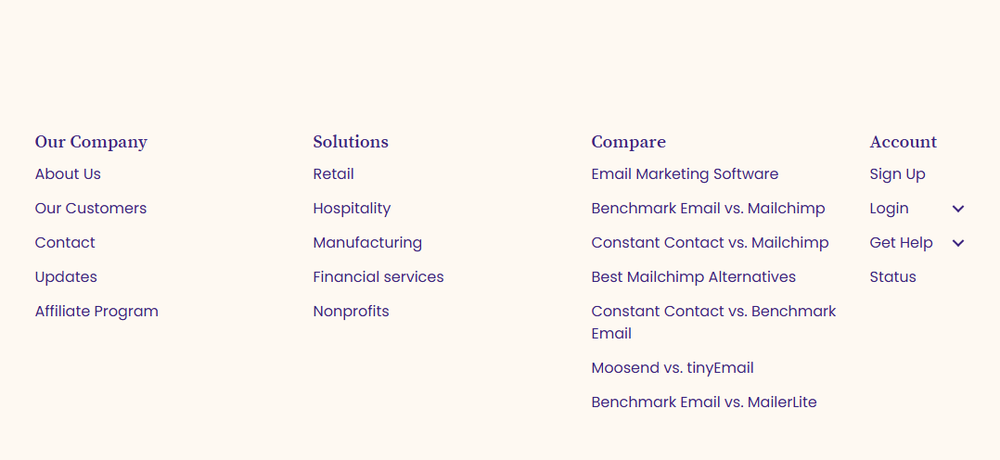 Our Company
About Us
Our Customers
Contact
Updates
Affiliate Program
Solutions
Retail
Hospitality
Manufacturing
Financial services
Nonprofits
Compare
Email Marketing Software
Benchmark Email vs. Mailchimp
Constant Contact vs. Mailchimp
Best Mailchimp Alternatives
Constant Contact vs. Benchmark
Email
Moosend vs. tinyEmail
Benchmark Email vs. MailerLite
Account
Sign Up
Login
Get Help
Status